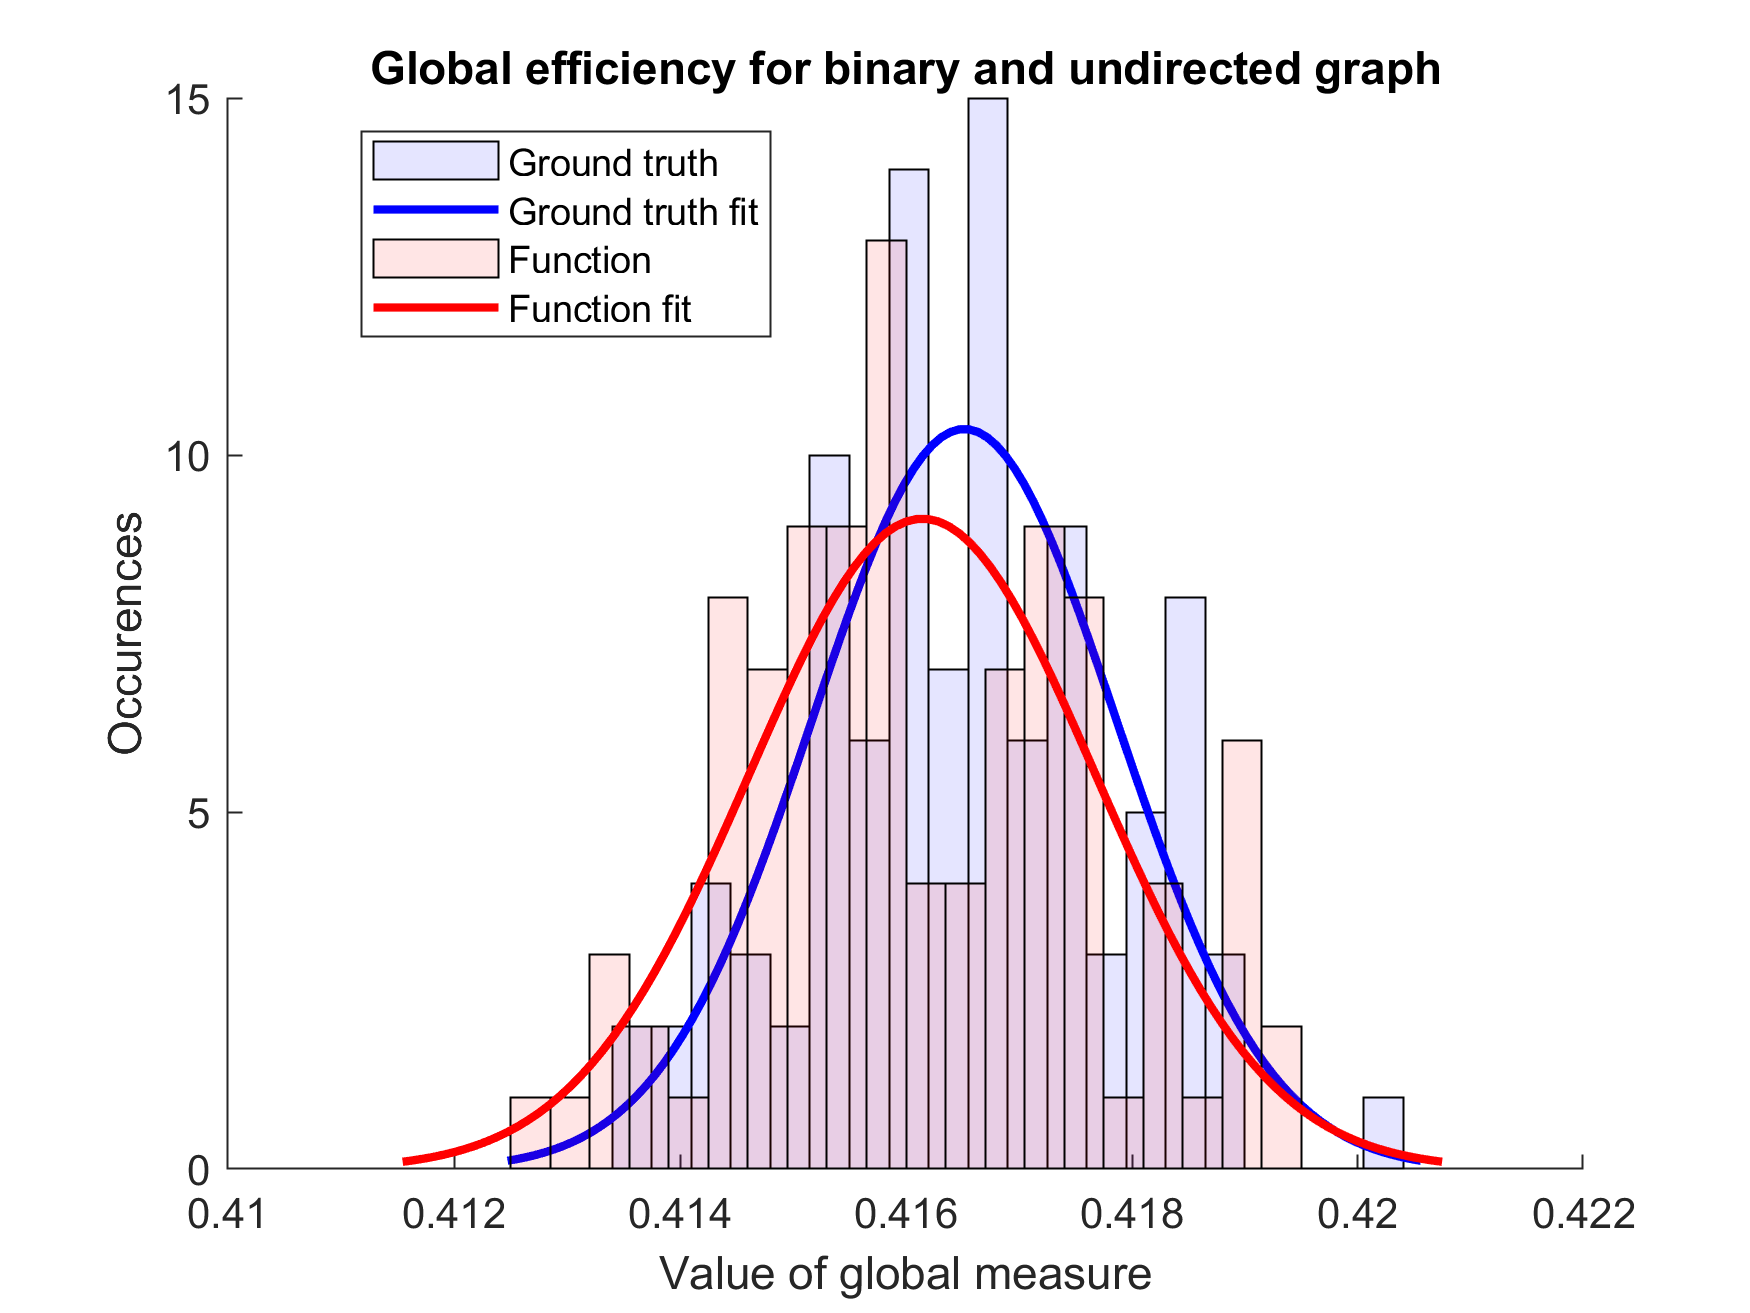 Global efficiency for binary and undirected graph
15
Ground truth
Ground truth fit
Function
Function fit
10
Occurences
5
0
0.41
0.412
0.414
0.416
0.418
0.42
0.422
Value of global measure